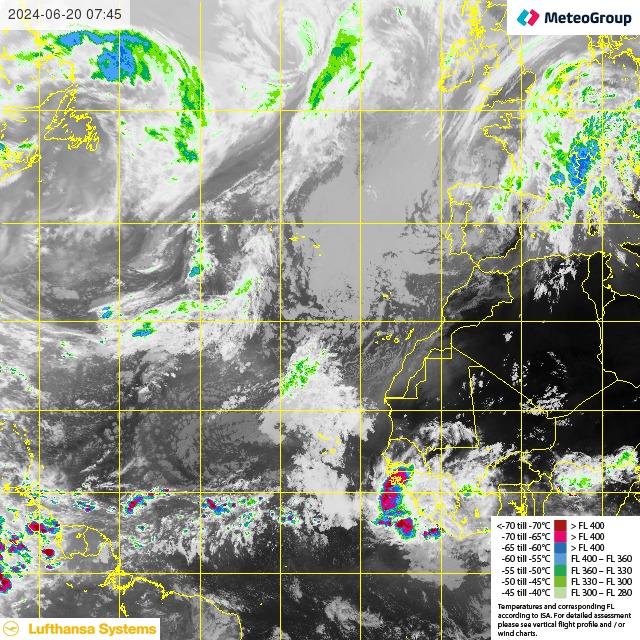 2024-06-20 07:45
MeteoGroup
<-70 till -70°C > FL 400
-70 till -65°C > FL 400
-65 till -60°C > FL 400
-60 till -55°C FL 400 – FL 360
-55 till -50°C FL 360 – FL 330
-50 till -45°C FL 330 – FL 300
-45 till -40°C FL 300 – FL 280
Temperatures and corresponding FL
according to ISA. For detailed assessment
please see vertical flight profile and / or
wind charts.
Lufthansa Systems